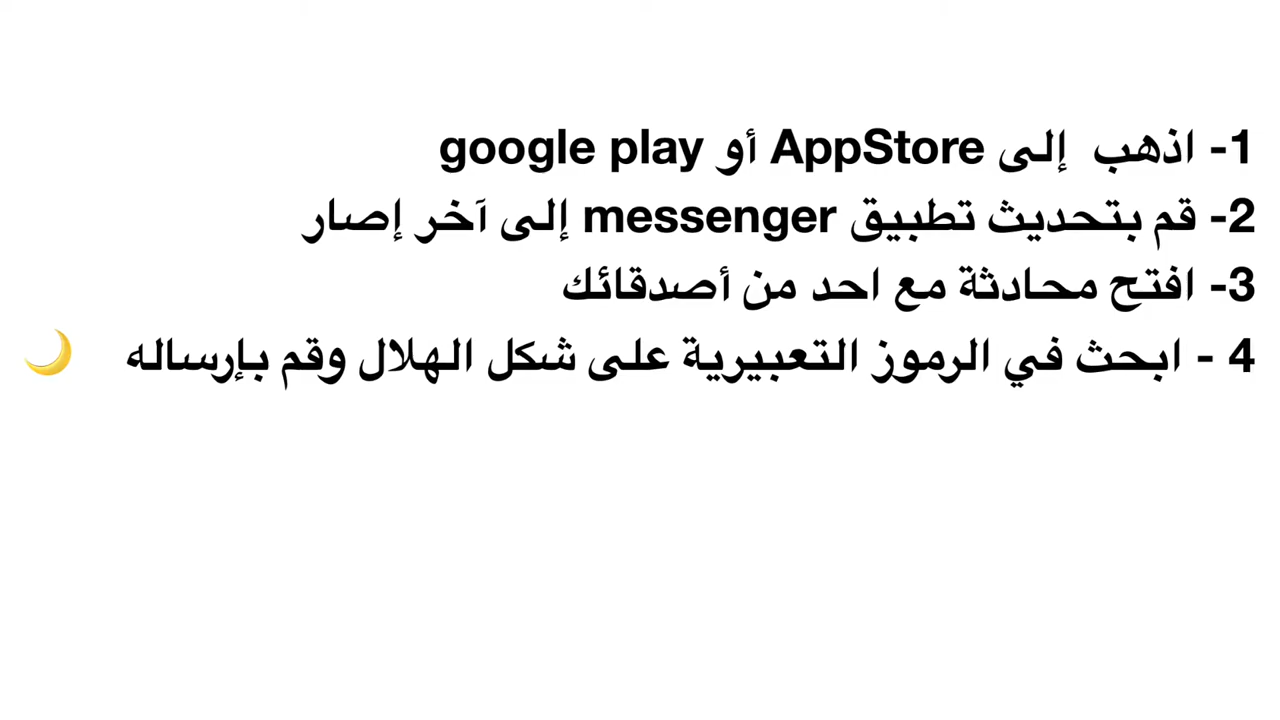 1- اذهب إلى AppStore أو google play
2- قم بتحديث تطبيق messenger إلى آخر إصار
3- افتح محادثة مع احد من أصدقائك
4 - ابحث في الرموز التعبيرية على شكل الهلال وقم بإرساله 🌙